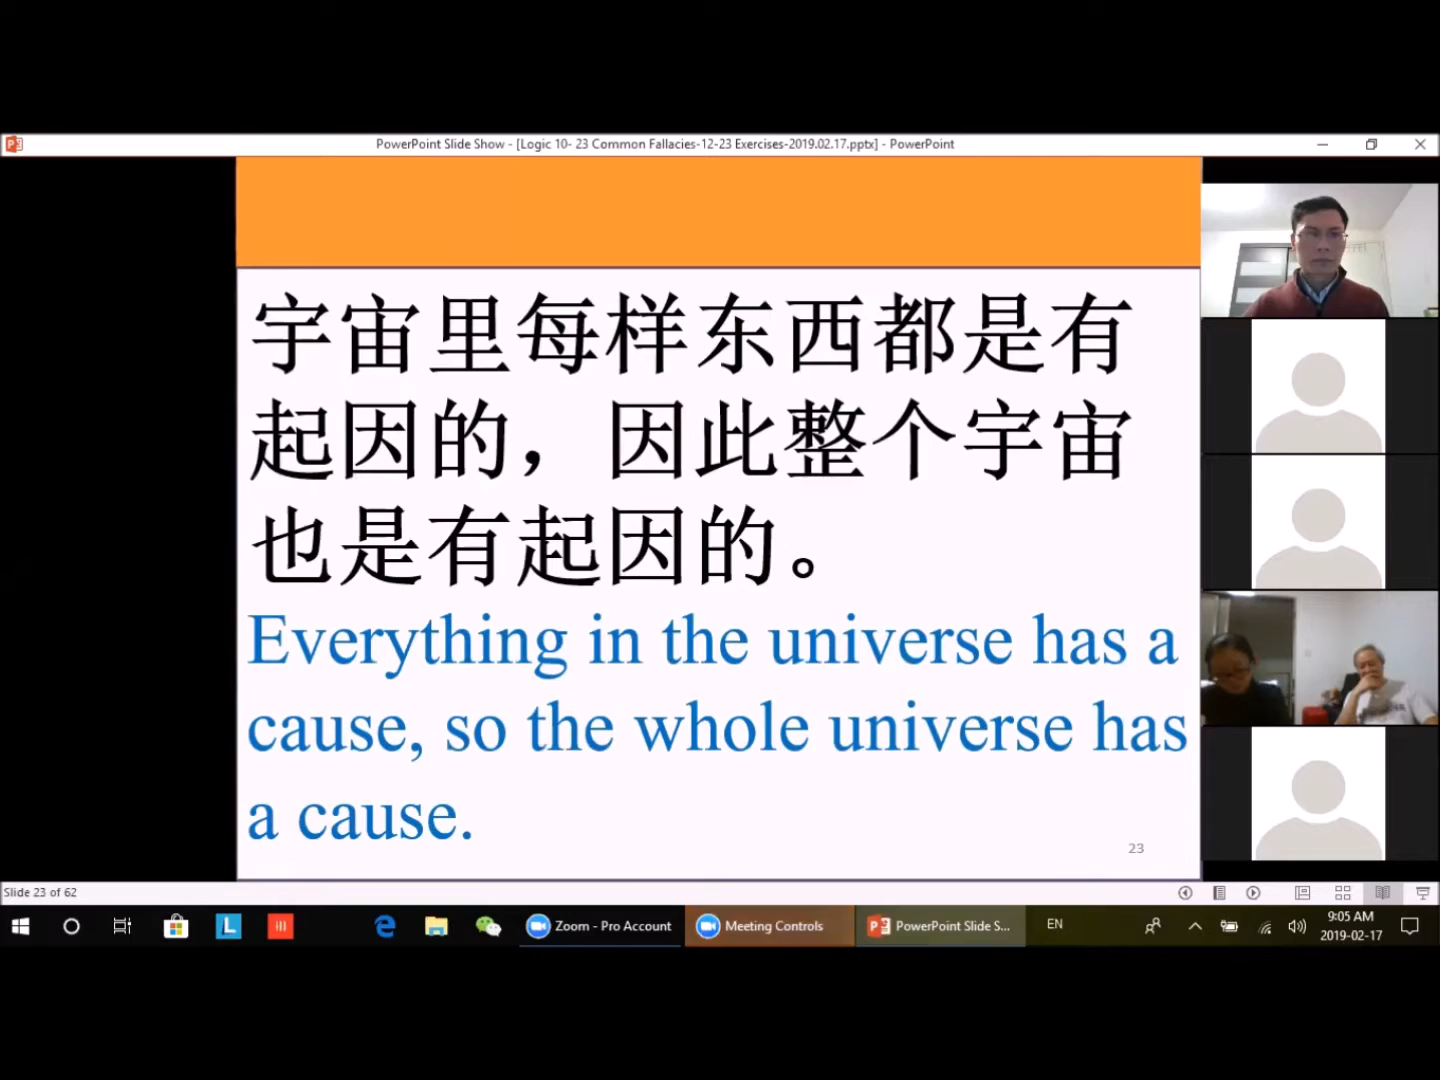 PowerPoint Slide Show - [Logic 10- 23 Common Fallacies-12-23 Exercises-2019.02.17.pptx] - PowerPoint
宇宙里每样东西都是有
起因的，因此整个宇宙
也是有起因的。
Everything in the universe has a
cause, so the whole universe has
a cause.
23
Slide 23 of 62
Zoom - Pro Account
Meeting Controls
PowerPoint Slide S...
EN
9:05 AM
2019-02-17